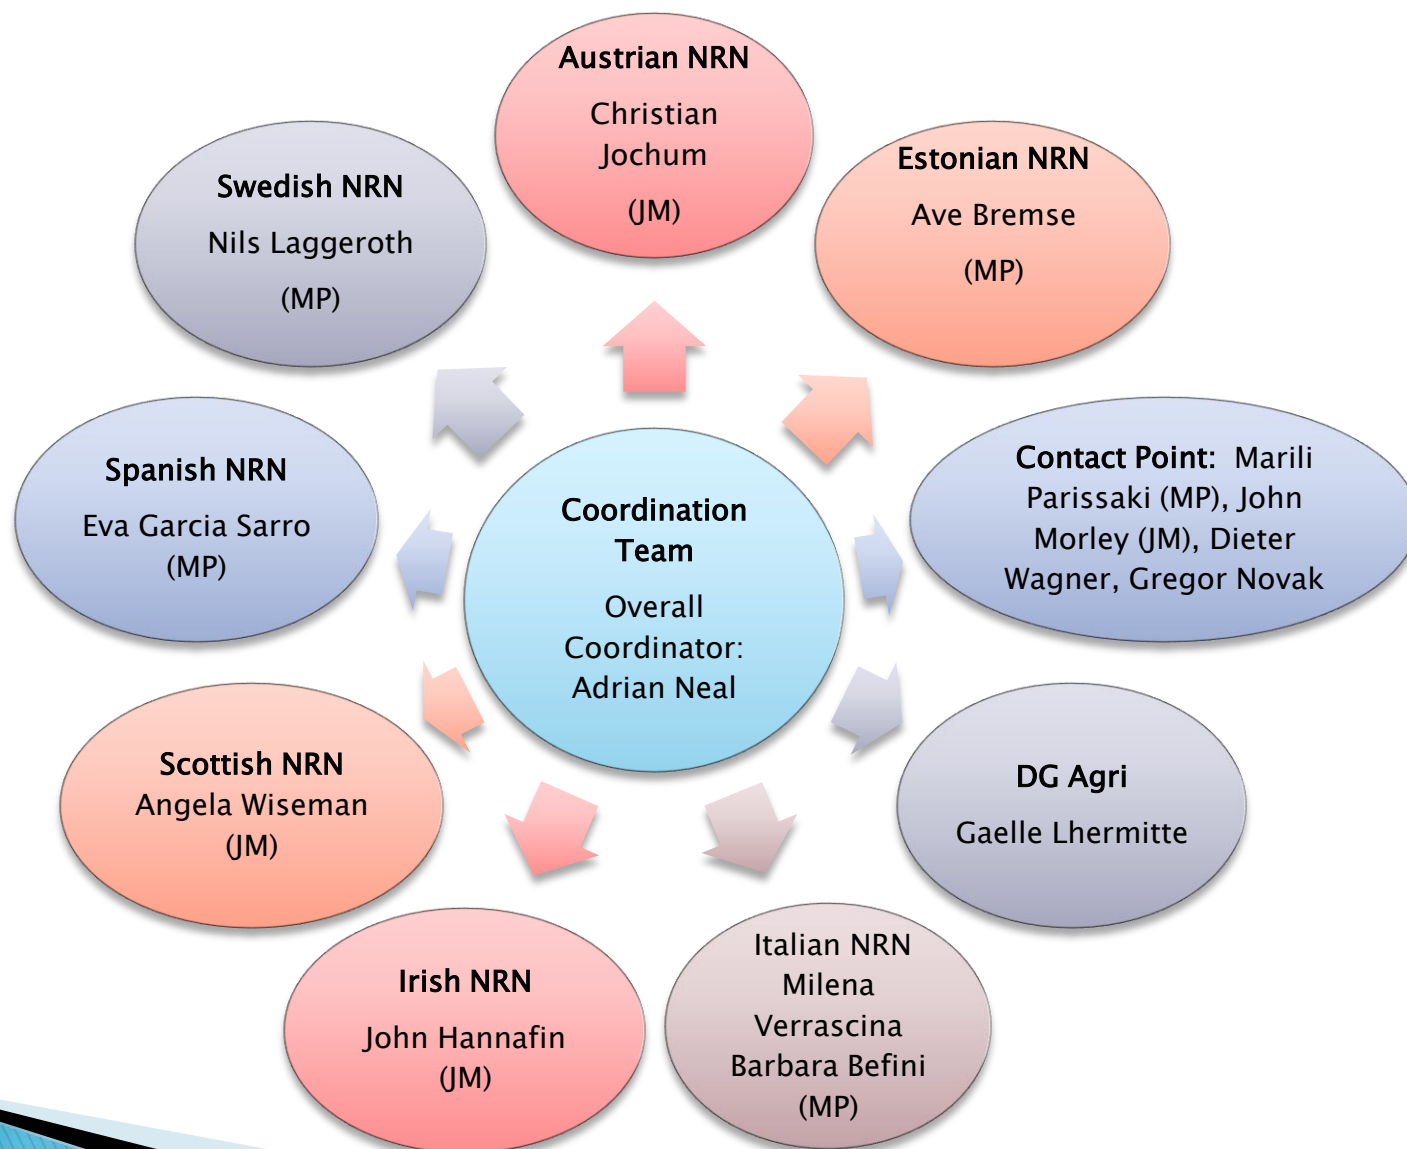 Austrian NRN
Christian
Jochum
(JM)
Estonian NRN
Ave Bremse
(MP)
Contact Point:  Marili
Parissaki (MP), John
Morley (JM), Dieter
Wagner, Gregor Novak
DG Agri
Gaelle Lhermitte
Italian NRN
Milena
Verrascina
Barbara Befini
(MP)
Irish NRN
John Hannafin
(JM)
Scottish NRN
Angela Wiseman
(JM)
Spanish NRN
Eva Garcia Sarro
(MP)
Swedish NRN
Nils Laggeroth
(MP)
Coordination
Team
Overall
Coordinator:
Adrian Neal